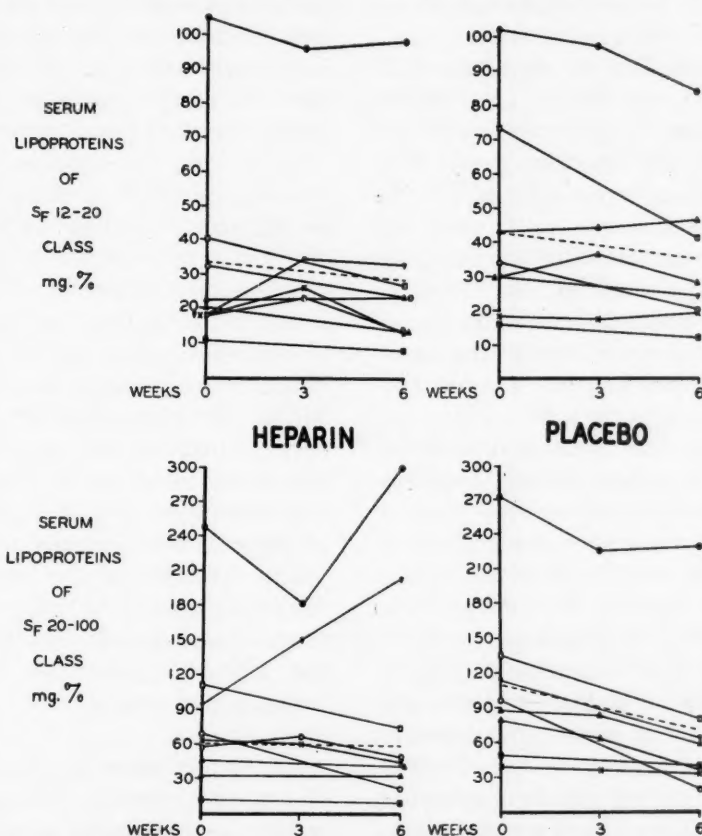 100
90
80
70
60
50
40
30
20
10
SERUM
LIPOPROTEINS
OF
SF 12-20
CLASS
mg. %
WEEKS 0 3 6
100
90
80
70
60
50
40
30
20
10
WEEKS 0 3 6
HEPARIN PLACEBO
300
270
240
210
180
150
120
90
60
30
SERUM
LIPOPROTEINS
OF
SF 20-100
CLASS
mg. %
WEEKS 0 3 6
300
270
240
210
180
150
120
90
60
30
WEEKS 0 3 6